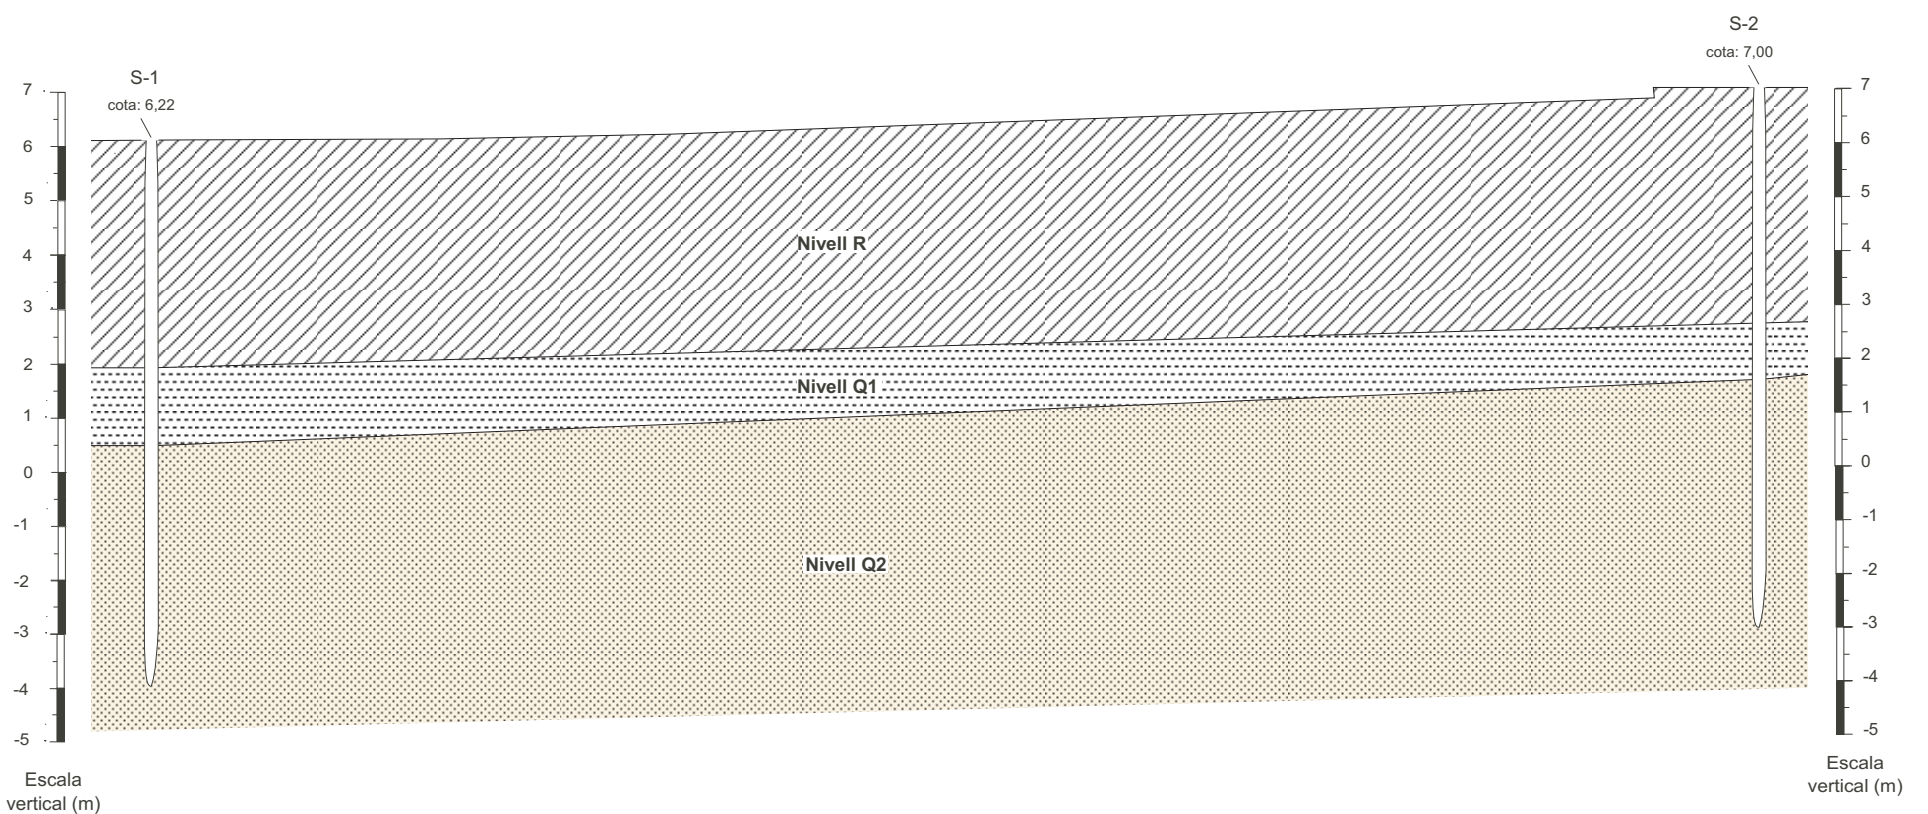 S-2
cota: 7,00
S-1
cota: 6,22
7
6
5
4
3
2
1
0
-1
-2
-3
-4
-5
Escala
vertical (m)
Nivell R
Nivell Q1
Nivell Q2
7
6
5
4
3
2
1
0
-1
-2
-3
-4
-5
Escala
vertical (m)